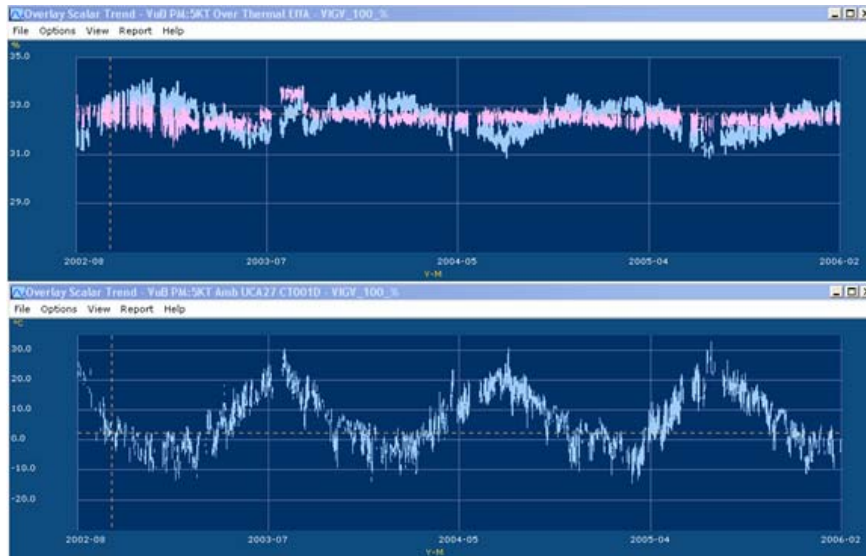 Overlay Scalar Trend - VuB PM:5KT Over Thermal EffA - VIGV_100_%
File Options View Report Help
%
35.0
33.0
31.0
29.0
2002-08 2003-07 2004-05 2005-04 2006-02
Y-M
Overlay Scalar Trend - VuB PM:5KT Amb UCA27 CT001D - VIGV_100_%
File Options View Report Help
°C
30.0
20.0
10.0
0.0
-10.0
-20.0
2002-08 2003-07 2004-05 2005-04 2006-02
Y-M